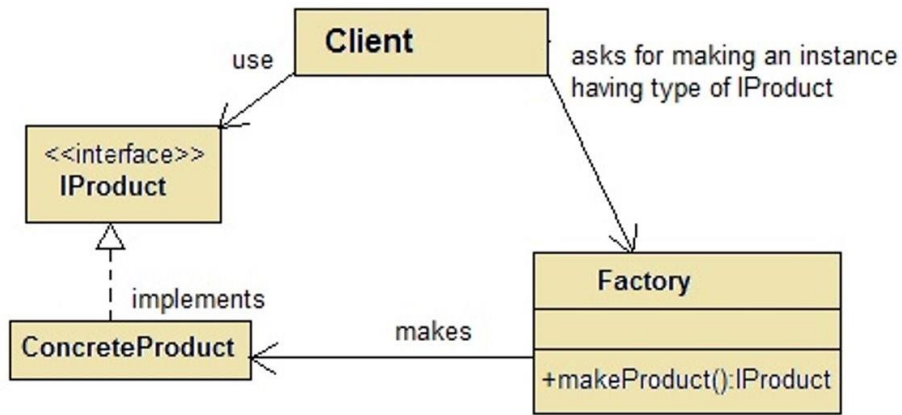 Client
use
asks for making an instance
having type of IProduct
<<interface>>
IProduct
Factory
implements
ConcreteProduct
makes
+makeProduct():IProduct